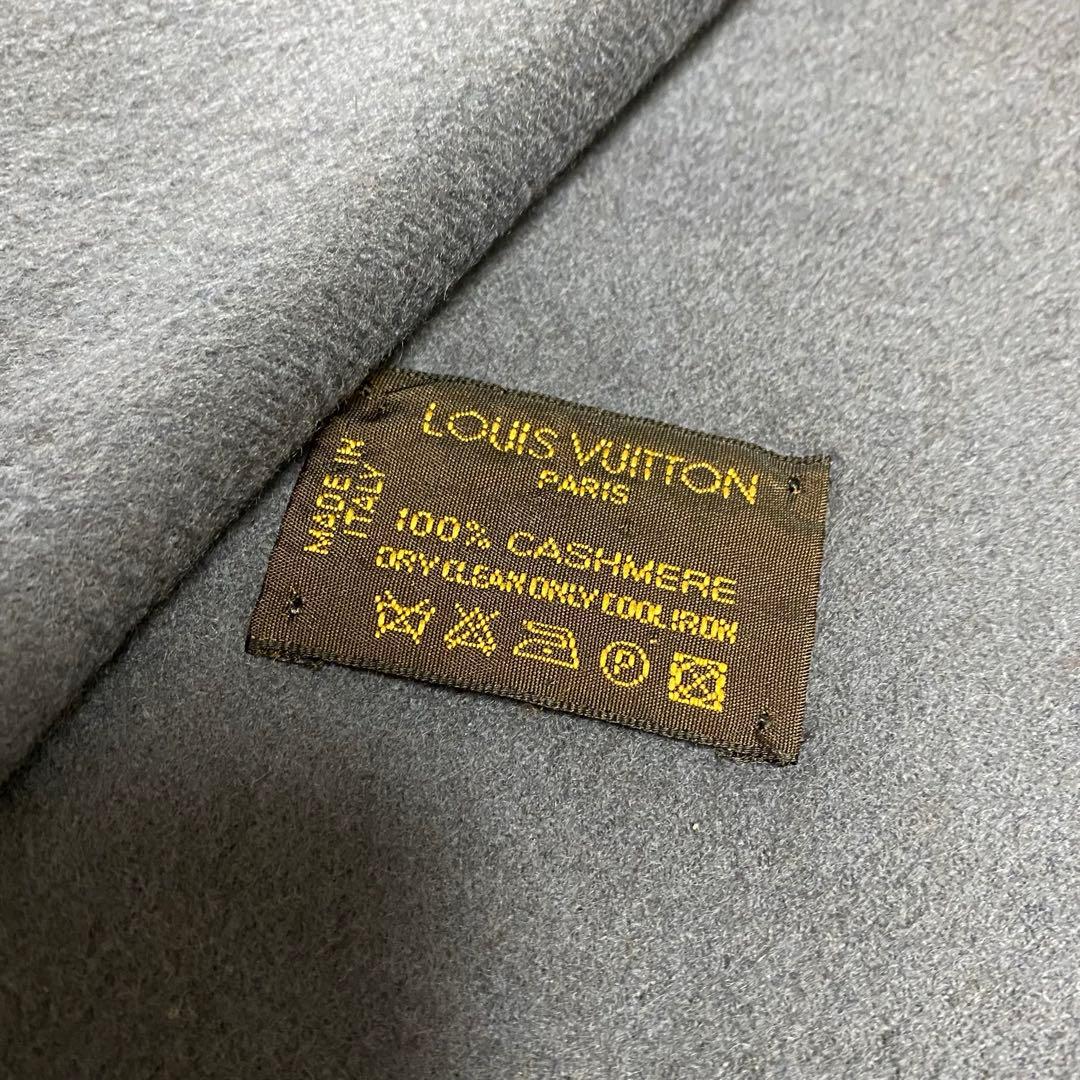 LOUIS VUITTON
PARIS
MADE IN
ITALY
100% CASHMERE
DRY CLEAN ONLY COOL IRON